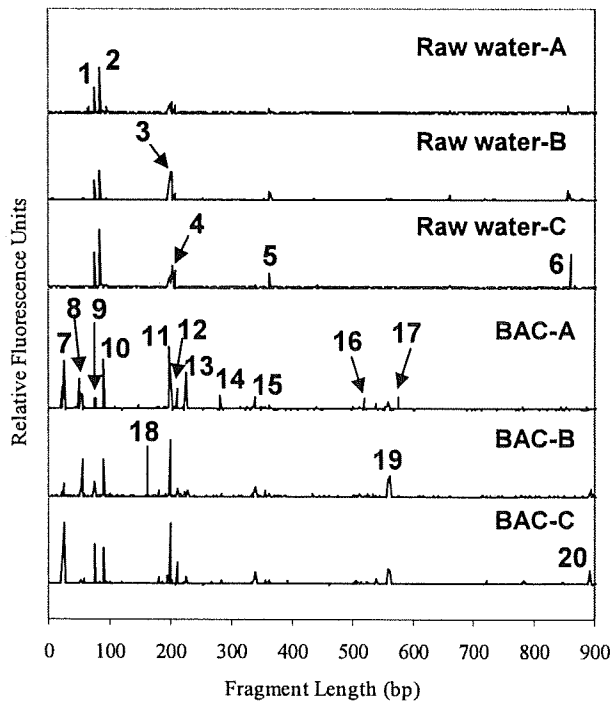 Raw water-A
1 2
Raw water-B
3
Raw water-C
4
5
6
BAC-A
7 8 9 10 11 12 13 14 15 16 17
BAC-B
18
19
BAC-C
20
Relative Fluorescence Units
0 100 200 300 400 500 600 700 800 900
Fragment Length (bp)